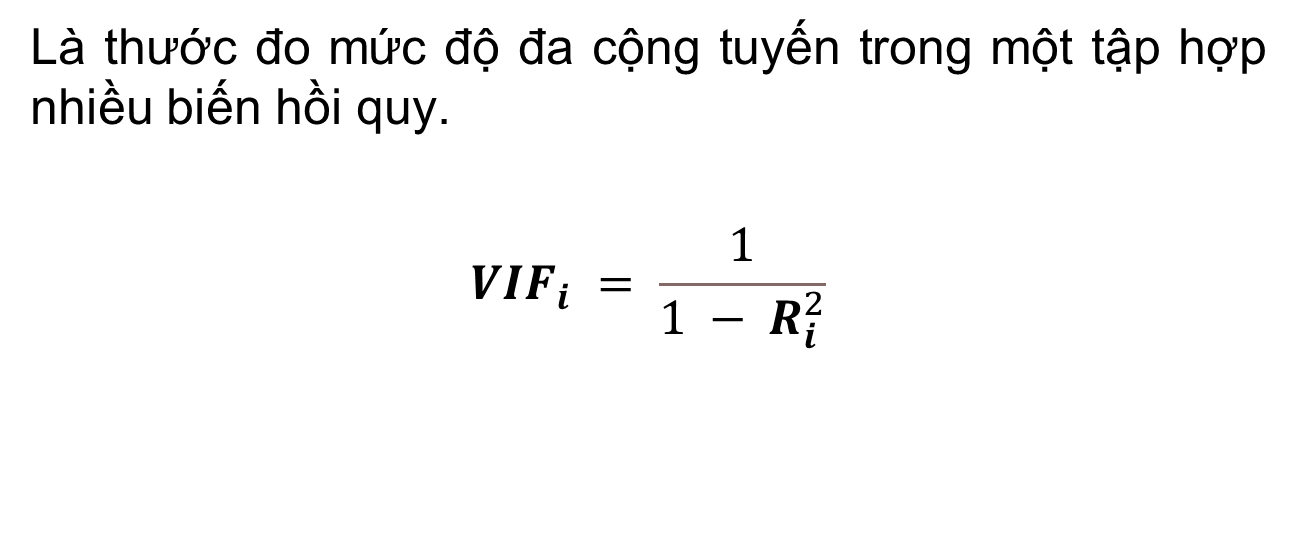 Là thước đo mức độ đa cộng tuyến trong một tập hợp
nhiều biến hồi quy.
VIF_i = 1 / (1 − R_i^2)